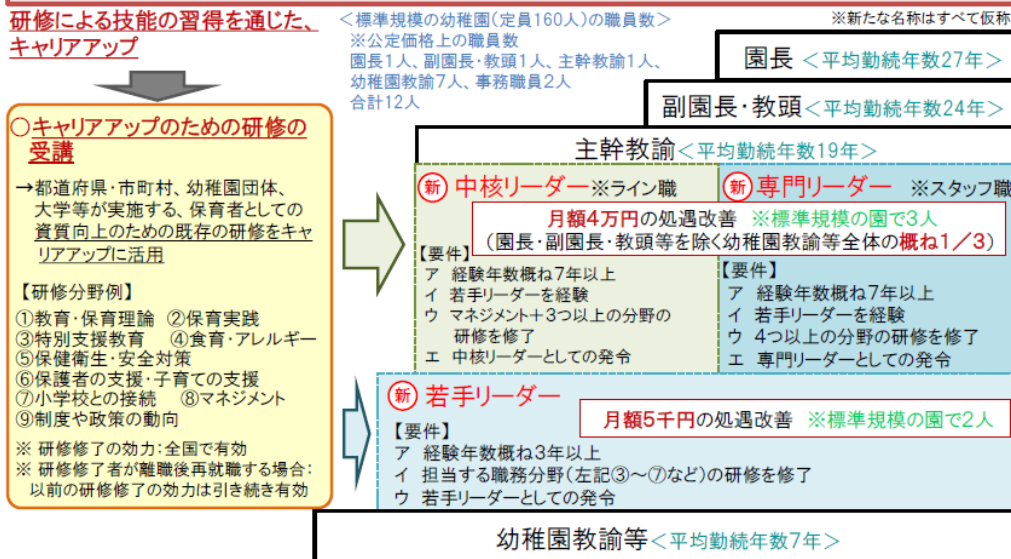 研修による技能の習得を通じた、
キャリアアップ
＜標準規模の幼稚園(定員160人)の職員数＞
※公定価格上の職員数
園長1人、副園長・教頭1人、主幹教諭1人、
幼稚園教諭7人、事務職員2人
合計12人
※新たな名称はすべて仮称
園長＜平均勤続年数27年＞
副園長・教頭＜平均勤続年数24年＞
主幹教諭＜平均勤続年数19年＞
○キャリアアップのための研修の
受講
→都道府県・市町村、幼稚園団体、
大学等が実施する、保育者としての
資質向上のための既存の研修をキャ
リアアップに活用
【研修分野例】
①教育・保育理論 ②保育実践
③特別支援教育 ④食育・アレルギー
⑤保健衛生・安全対策
⑥保護者の支援・子育ての支援
⑦小学校との接続 ⑧マネジメント
⑨制度や政策の動向
※ 研修修了の効力：全国で有効
※ 研修修了者が離職後再就職する場合：
以前の研修修了の効力は引き続き有効
新 中核リーダー※ライン職
新 専門リーダー ※スタッフ職
月額4万円の処遇改善 ※標準規模の園で3人
（園長・副園長・教頭等を除く幼稚園教諭等全体の概ね1／3）
【要件】
ア 経験年数概ね7年以上
イ 若手リーダーを経験
ウ マネジメント＋3つ以上の分野の
研修を修了
エ 中核リーダーとしての発令
【要件】
ア 経験年数概ね7年以上
イ 若手リーダーを経験
ウ 4つ以上の分野の研修を修了
エ 専門リーダーとしての発令
新 若手リーダー
月額5千円の処遇改善 ※標準規模の園で2人
【要件】
ア 経験年数概ね3年以上
イ 担当する職務分野（左記③～⑦など）の研修を修了
ウ 若手リーダーとしての発令
幼稚園教諭等＜平均勤続年数7年＞